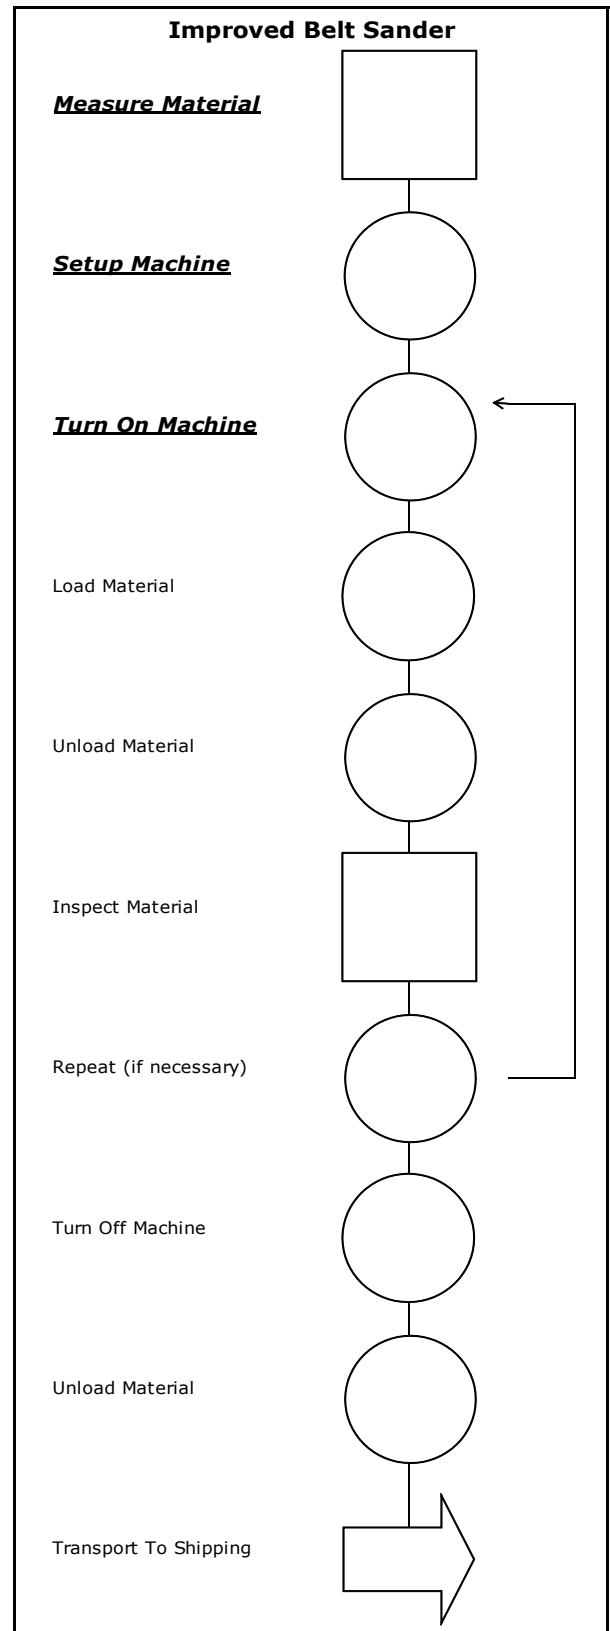 Improved Belt Sander
Measure Material
Setup Machine
Turn On Machine
Load Material
Unload Material
Inspect Material
Repeat (if necessary)
Turn Off Machine
Unload Material
Transport To Shipping